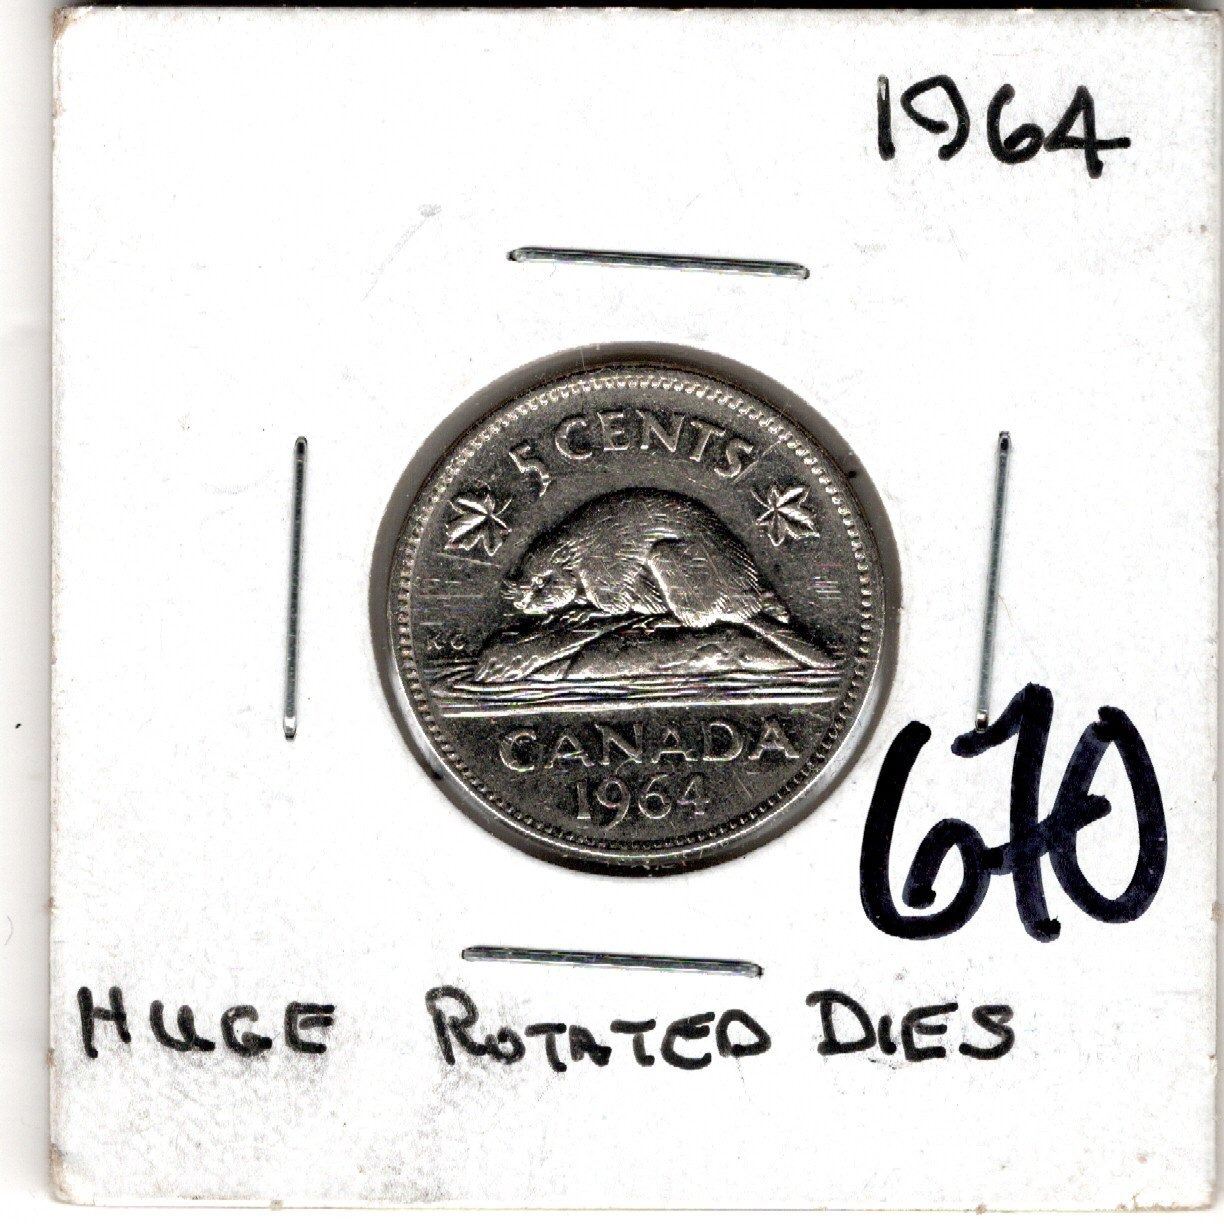 1964
5 CENTS
KG
CANADA
1964
670
HUGE ROTATED DIES